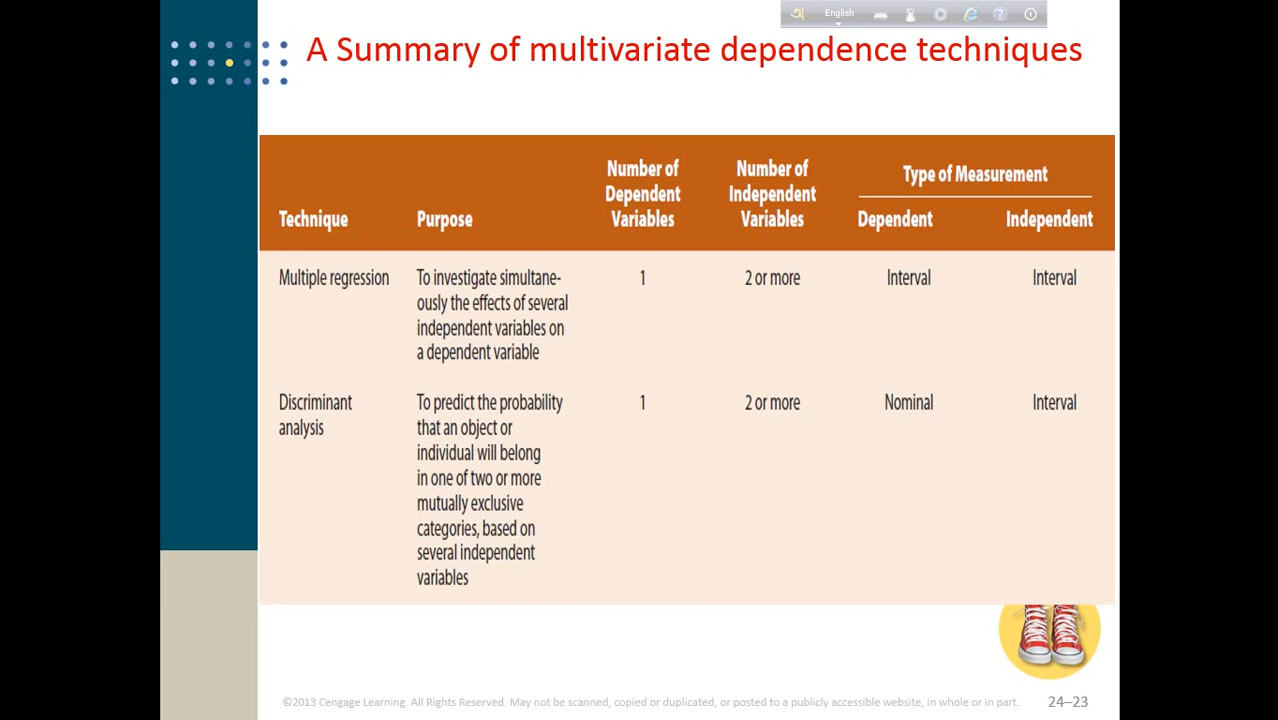 English
A Summary of multivariate dependence techniques
Technique Purpose Number of Dependent Variables Number of Independent Variables Type of Measurement
Dependent Independent
Multiple regression To investigate simultane- 1 2 or more Interval Interval
ously the effects of several
independent variables on
a dependent variable
Discriminant To predict the probability 1 2 or more Nominal Interval
analysis that an object or
individual will belong
in one of two or more
mutually exclusive
categories, based on
several independent
variables
©2013 Cengage Learning. All Rights Reserved. May not be scanned, copied or duplicated, or posted to a publicly accessible website, in whole or in part. 24–23